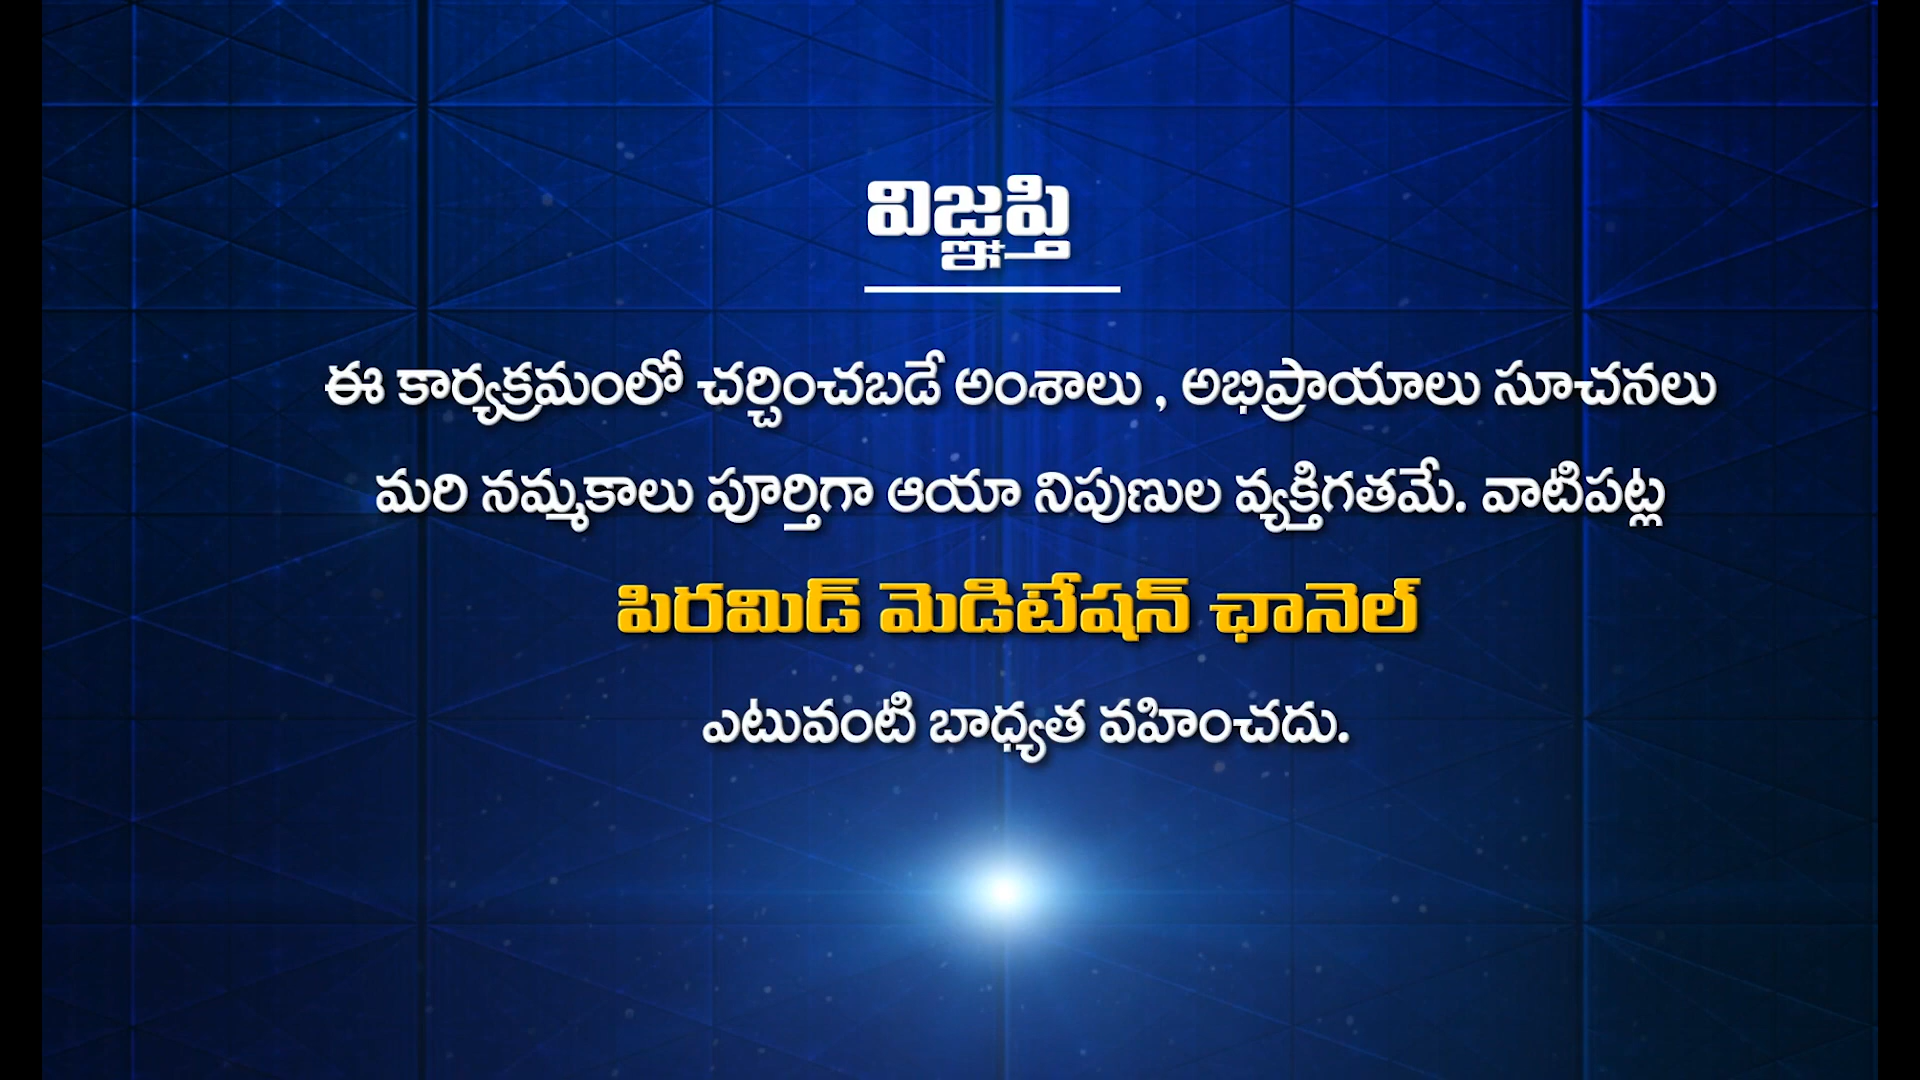 విజ్ఞప్తి
ఈ కార్యక్రమంలో చర్చించబడే అంశాలు , అభిప్రాయాలు సూచనలు
మరి నమ్మకాలు పూర్తిగా ఆయా నిపుణుల వ్యక్తిగతమే. వాటిపట్ల
పిరమిడ్ మెడిటేషన్ ఛానెల్
ఎటువంటి బాధ్యత వహించదు.